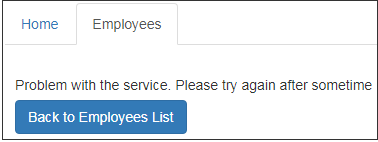 Home Employees
Problem with the service. Please try again after sometime
Back to Employees List